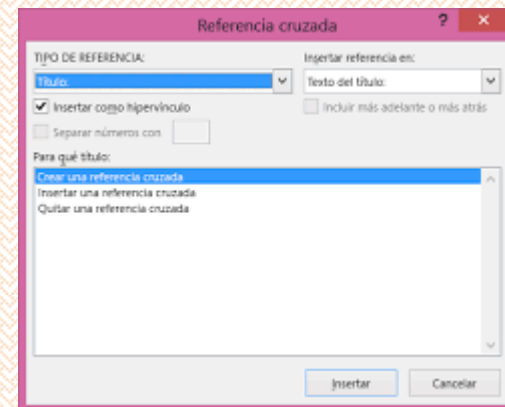 Referencia cruzada
TIPO DE REFERENCIA:
Insertar referencia en:
Título
Texto del título:
Insertar como hipervínculo
Incluir más adelante o más atrás
Separar números con
Para qué título:
Crear una referencia cruzada
Insertar una referencia cruzada
Quitar una referencia cruzada
Insertar
Cancelar